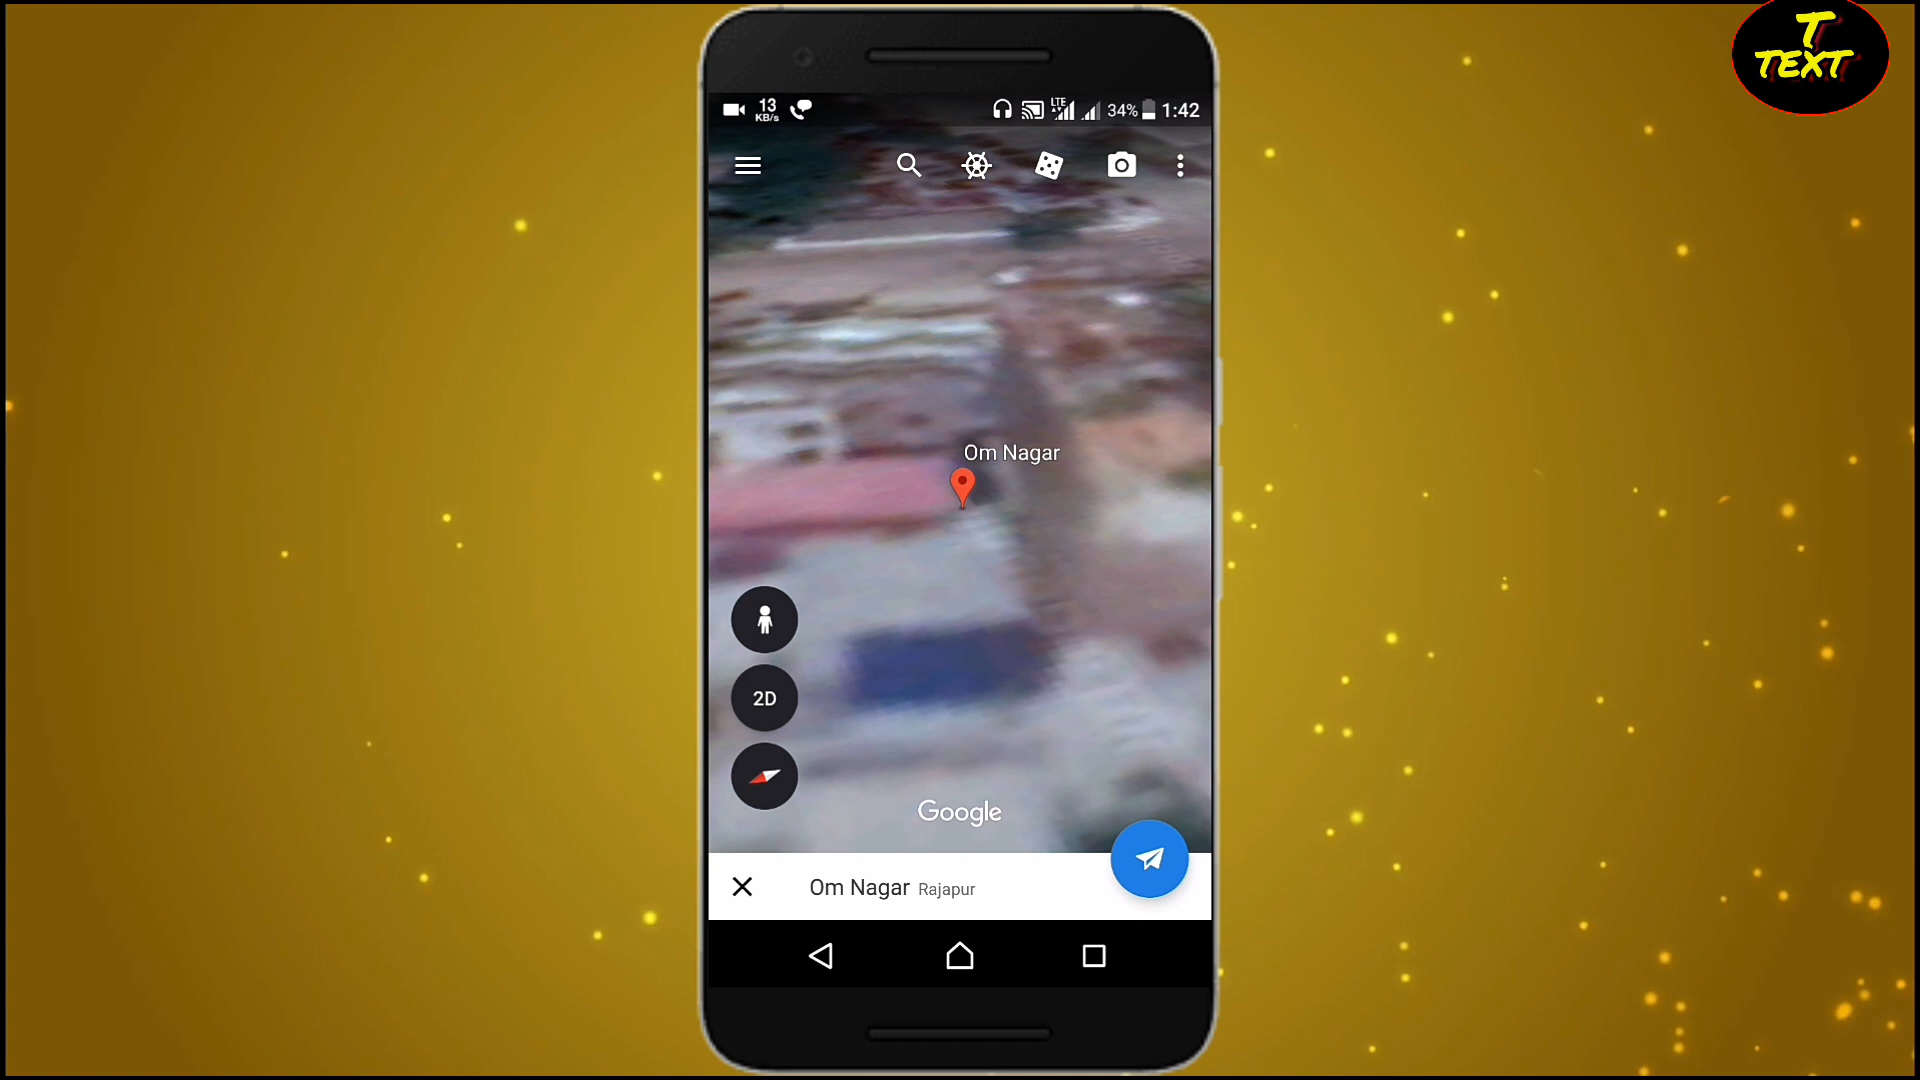 T
TEXT
13
KB/s
LTE
34%
1:42
Om Nagar
2D
Google
Om Nagar Rajapur